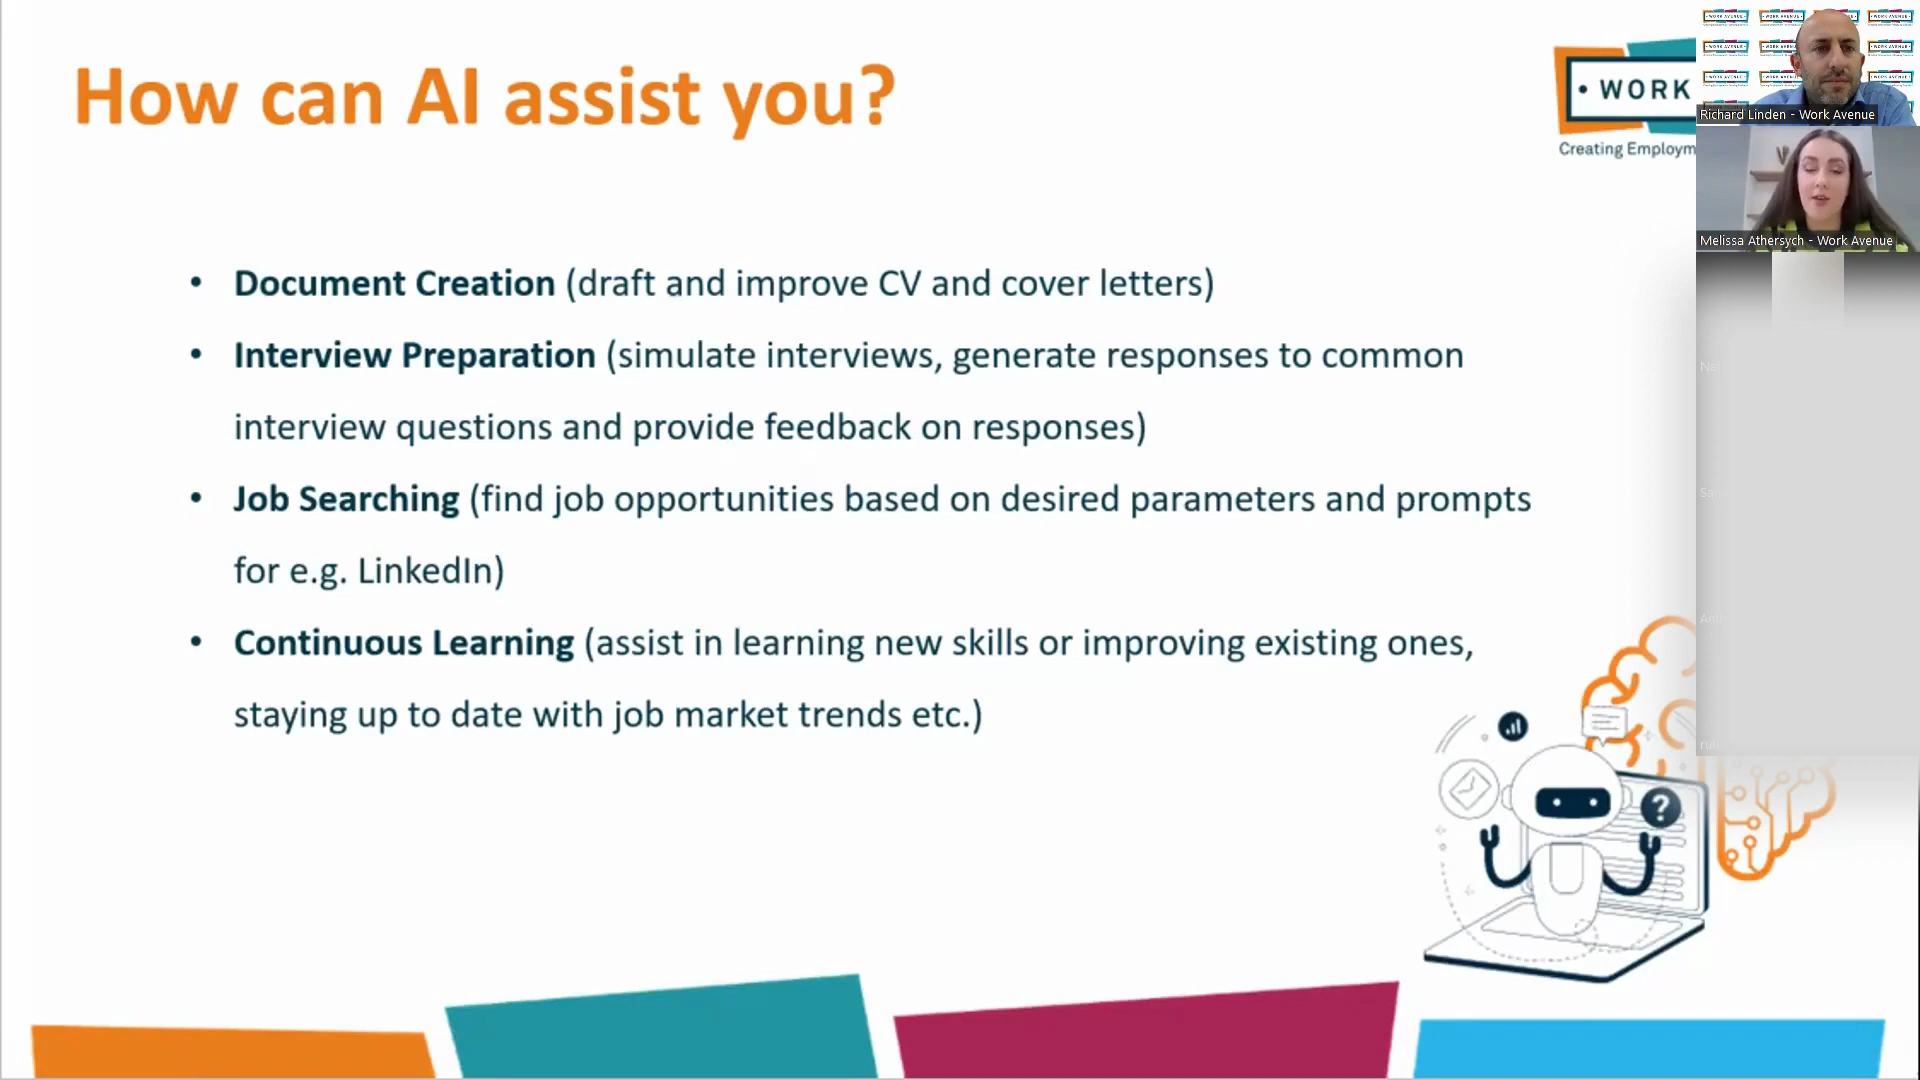 How can AI assist you?
• WORK
Creating Employm
Richard Linden - Work Avenue
Melissa Athersych - Work Avenue
• Document Creation (draft and improve CV and cover letters)
• Interview Preparation (simulate interviews, generate responses to common
interview questions and provide feedback on responses)
• Job Searching (find job opportunities based on desired parameters and prompts
for e.g. LinkedIn)
• Continuous Learning (assist in learning new skills or improving existing ones,
staying up to date with job market trends etc.)
?